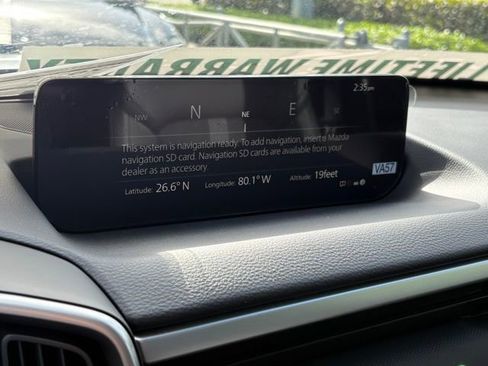 LIFETIME WARRANTY
2:35pm
NW N NE E SE
This system is navigation ready. To add navigation, insert a Mazda
navigation SD card. Navigation SD cards are available from your
dealer as an accessory.
Latitude: 26.6° N Longitude: 80.1° W Altitude: 19feet
VA57